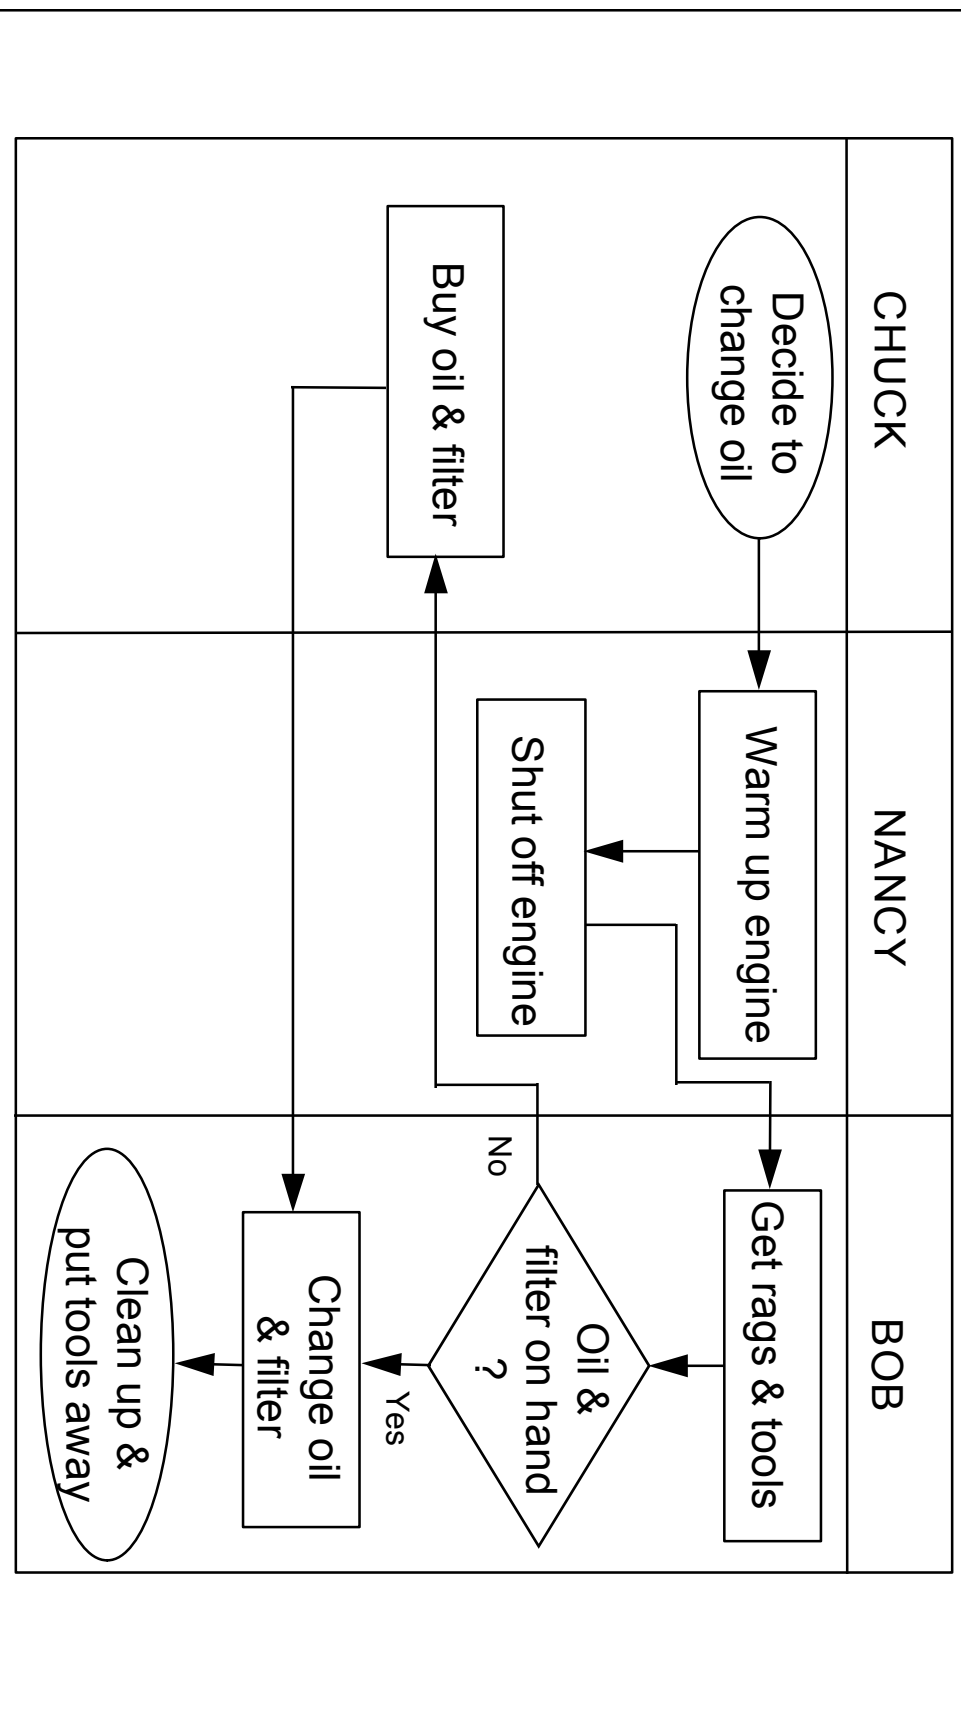 CHUCK
NANCY
BOB
Decide to
change oil
Warm up engine
Get rags & tools
Shut off engine
Oil &
filter on hand
?
No
Yes
Buy oil & filter
Change oil
& filter
Clean up &
put tools away